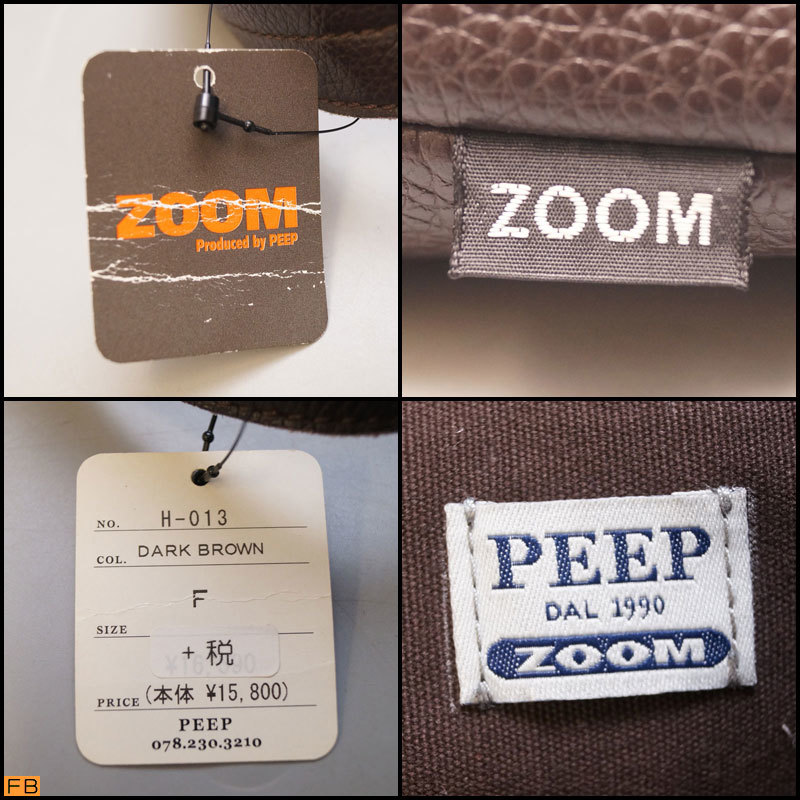 ZOOM
Produced by PEEP
ZOOM
NO. H-013
COL. DARK BROWN
F
SIZE
+税
PRICE (本体 ¥15,800)
PEEP
078.230.3210
PEEP
DAL 1990
ZOOM
FB